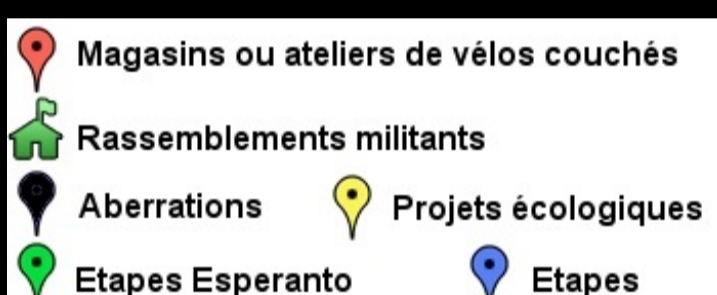 Magasins ou ateliers de vélos couchés
Rassemblements militants
Aberrations Projets écologiques
Etapes Esperanto Etapes